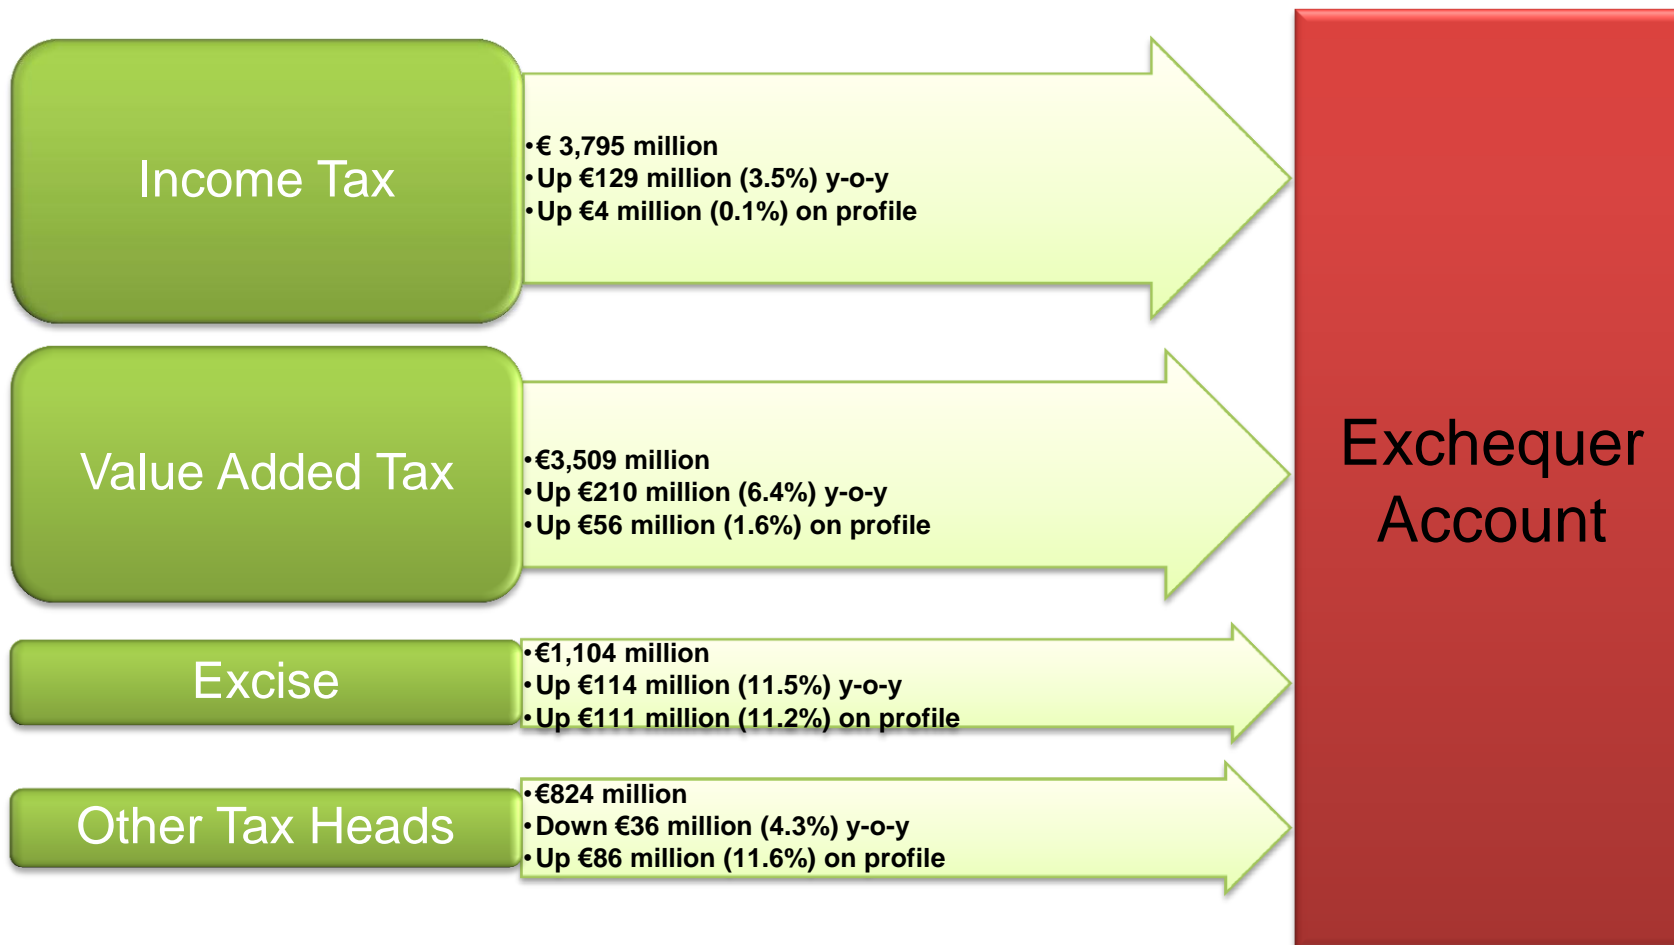 Income Tax
•€ 3,795 million
•Up €129 million (3.5%) y-o-y
•Up €4 million (0.1%) on profile
Value Added Tax
•€3,509 million
•Up €210 million (6.4%) y-o-y
•Up €56 million (1.6%) on profile
Excise
•€1,104 million
•Up €114 million (11.5%) y-o-y
•Up €111 million (11.2%) on profile
Other Tax Heads
•€824 million
•Down €36 million (4.3%) y-o-y
•Up €86 million (11.6%) on profile
Exchequer
Account